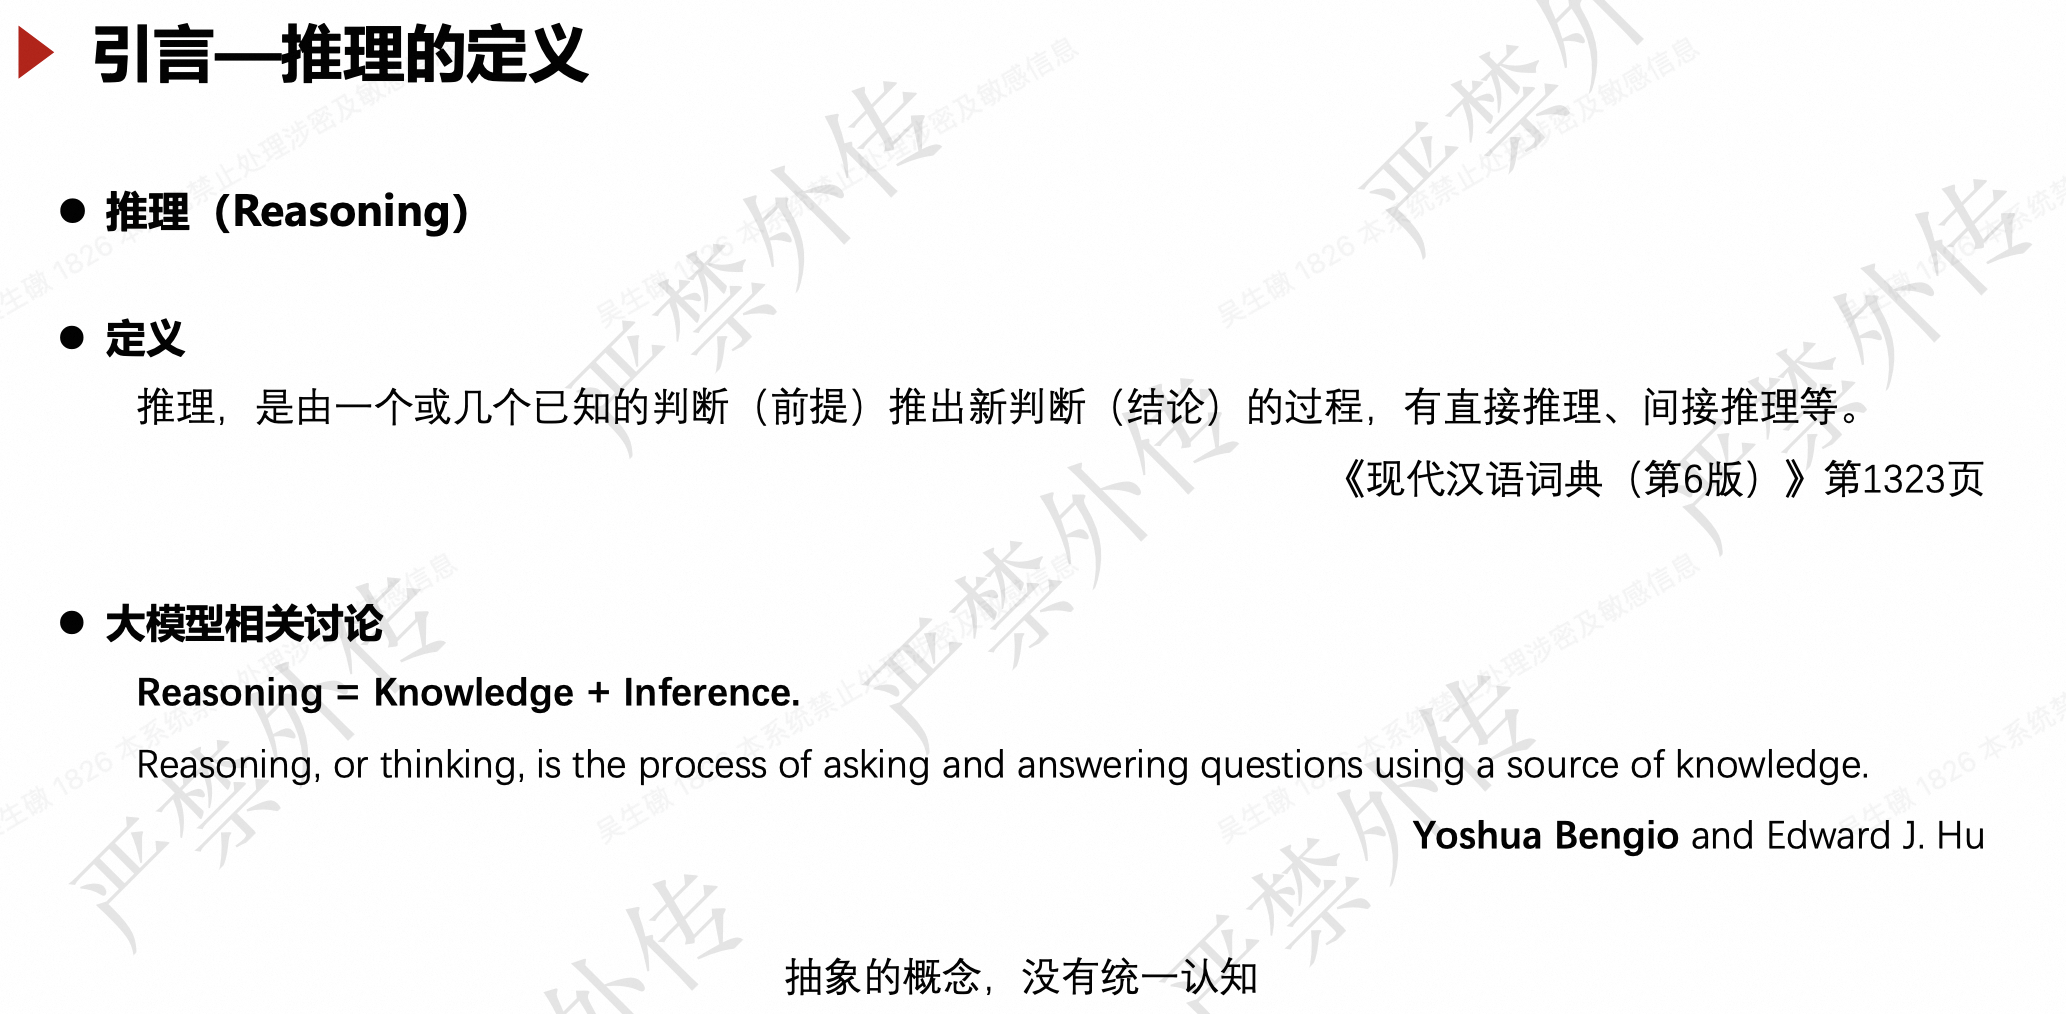 引言—推理的定义
推理（Reasoning）
定义
推理，是由一个或几个已知的判断（前提）推出新判断（结论）的过程，有直接推理、间接推理等。
《现代汉语词典（第6版）》第1323页
大模型相关讨论
Reasoning = Knowledge + Inference.
Reasoning, or thinking, is the process of asking and answering questions using a source of knowledge.
Yoshua Bengio and Edward J. Hu
抽象的概念，没有统一认知
严禁外传
吴生礅 1826 本系统禁止处理涉密及敏感信息